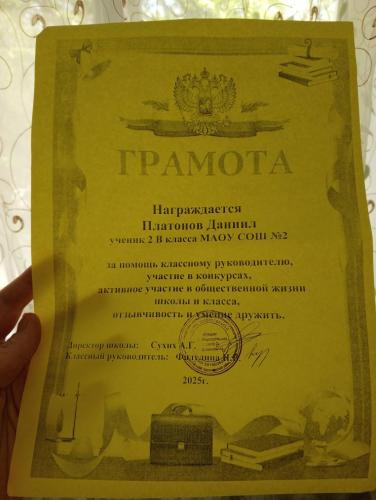 ГРАМОТА
Награждается
Платонов Даниил
ученик 2 В класса МАОУ СОШ №2
за помощь классному руководителю,
участие в конкурсах,
активное участие в общественной жизни
школы и класса,
отзывчивость и умение дружить.
Директор школы: Сухих А.Г.
Классный руководитель:
2025г.